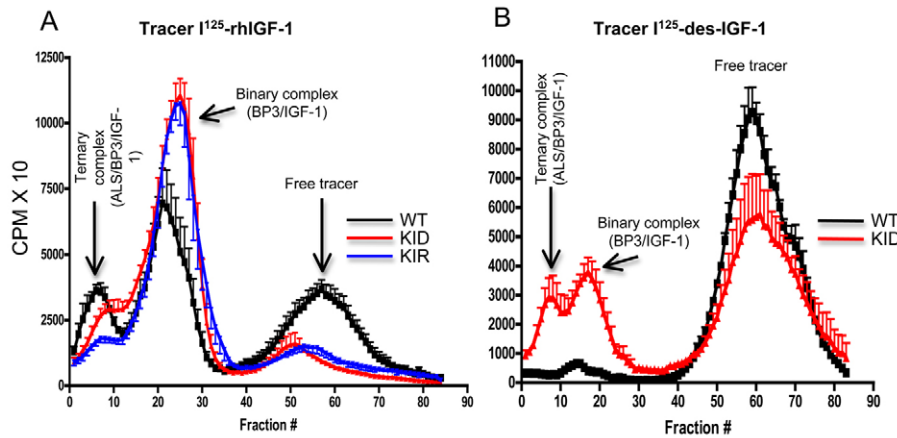 A
Tracer I¹²⁵-rhIGF-1
12500
10000
7500
5000
2500
0
CPM X 10
Ternary
complex
(ALS/BP3/IGF-
1)
Binary complex
(BP3/IGF-1)
Free tracer
WT
KID
KIR
0 10 20 30 40 50 60 70 80 90
Fraction #
B
Tracer I¹²⁵-des-IGF-1
11000
10000
9000
8000
7000
6000
5000
4000
3000
2000
1000
0
Ternary complex
(ALS/BP3/IGF-1)
Binary complex
(BP3/IGF-1)
Free tracer
WT
KID
0 10 20 30 40 50 60 70 80 90
Fraction #